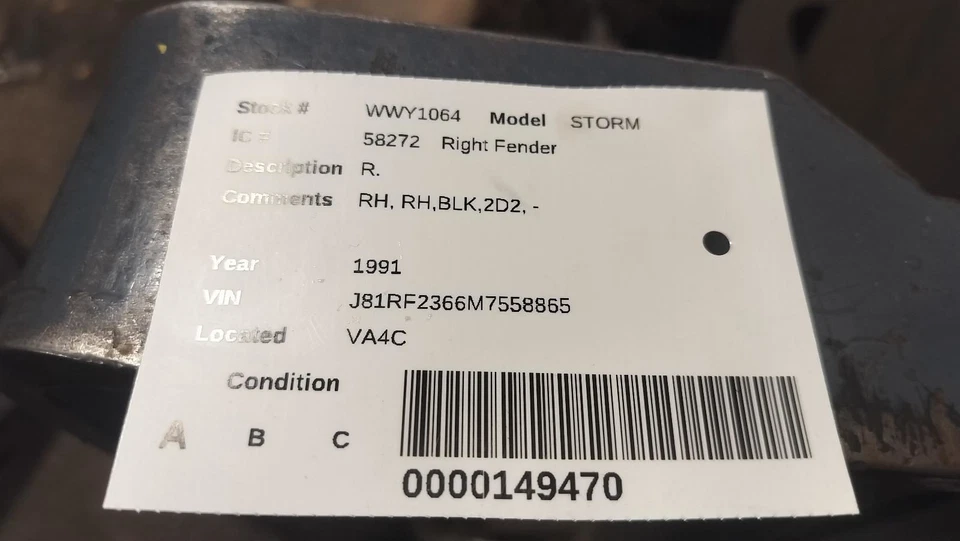 Stock # WWY1064 Model STORM
IC # 58272 Right Fender
Description R.
Comments RH, RH,BLK,2D2, -
Year 1991
VIN J81RF2366M7558865
Located VA4C
Condition
A B C
0000149470